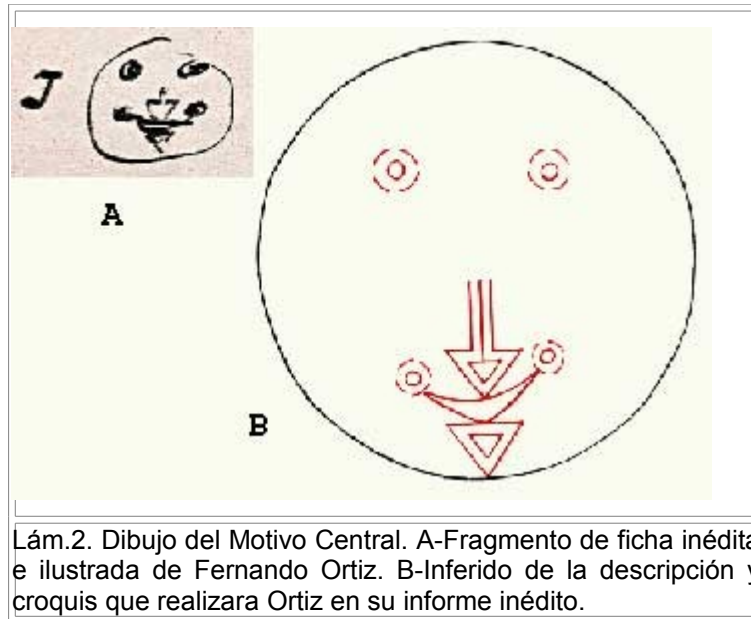 J
A
B
Lám.2. Dibujo del Motivo Central. A-Fragmento de ficha inédita
e ilustrada de Fernando Ortiz. B-Inferido de la descripción y
croquis que realizara Ortiz en su informe inédito.